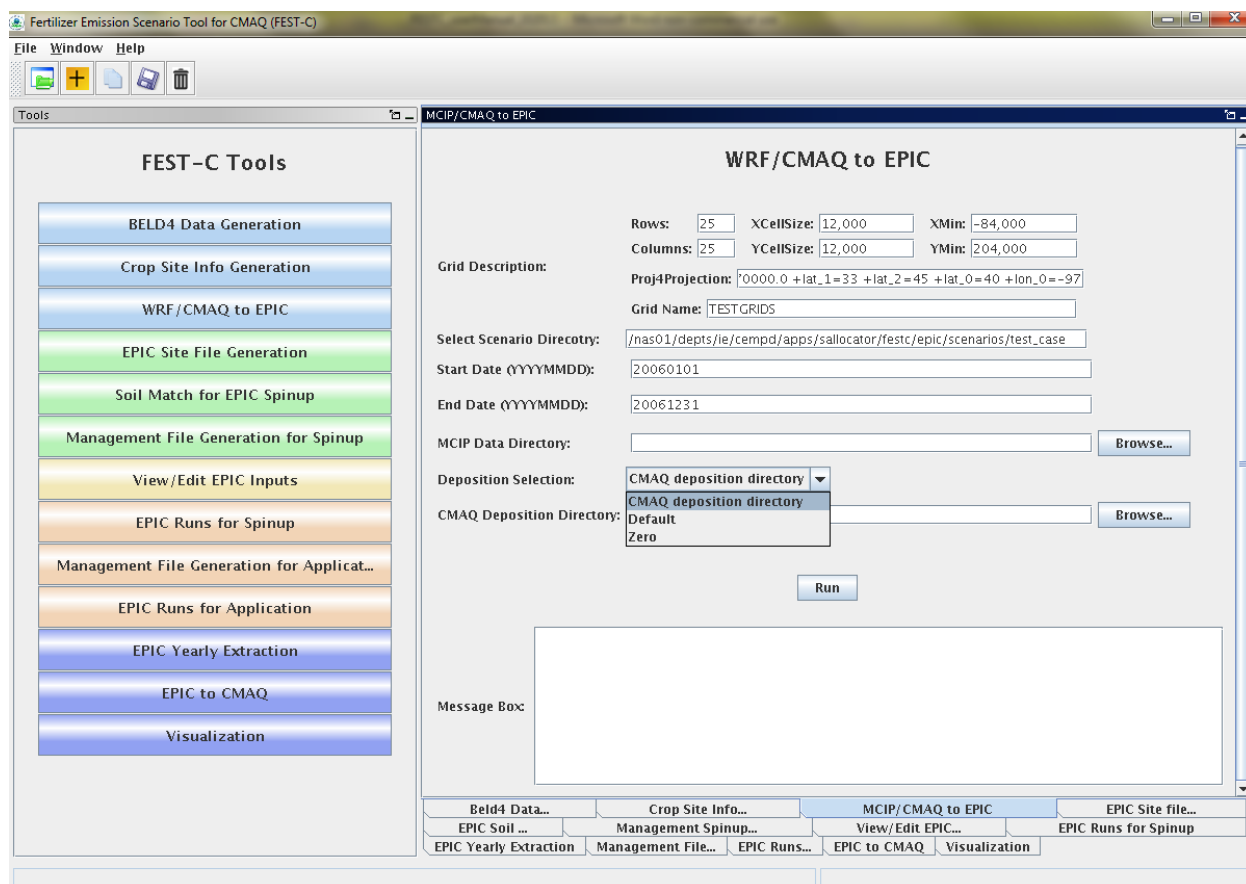 Fertilizer Emission Scenario Tool for CMAQ (FEST-C)
File Window Help
Tools
FEST-C Tools
BELD4 Data Generation
Crop Site Info Generation
WRF/CMAQ to EPIC
EPIC Site File Generation
Soil Match for EPIC Spinup
Management File Generation for Spinup
View/Edit EPIC Inputs
EPIC Runs for Spinup
Management File Generation for Applicat...
EPIC Runs for Application
EPIC Yearly Extraction
EPIC to CMAQ
Visualization
MCIP/CMAQ to EPIC
WRF/CMAQ to EPIC
Grid Description:
Rows: 25 XCellSize: 12,000 XMin: -84,000
Columns: 25 YCellSize: 12,000 YMin: 204,000
Proj4Projection: '0000.0 +lat_1=33 +lat_2=45 +lat_0=40 +lon_0=-97
Grid Name: TESTGRIDS
Select Scenario Direcotry: /nas01/depts/ie/cempd/apps/sallocator/festc/epic/scenarios/test_case
Start Date (YYYYMMDD): 20060101
End Date (YYYYMMDD): 20061231
MCIP Data Directory: Browse...
Deposition Selection: CMAQ deposition directory
CMAQ deposition directory
CMAQ Deposition Directory: Default Browse...
Zero
Run
Message Box:
Beld4 Data... Crop Site Info... MCIP/CMAQ to EPIC EPIC Site file...
EPIC Soil ... Management Spinup... View/Edit EPIC... EPIC Runs for Spinup
EPIC Yearly Extraction Management File... EPIC Runs... EPIC to CMAQ Visualization